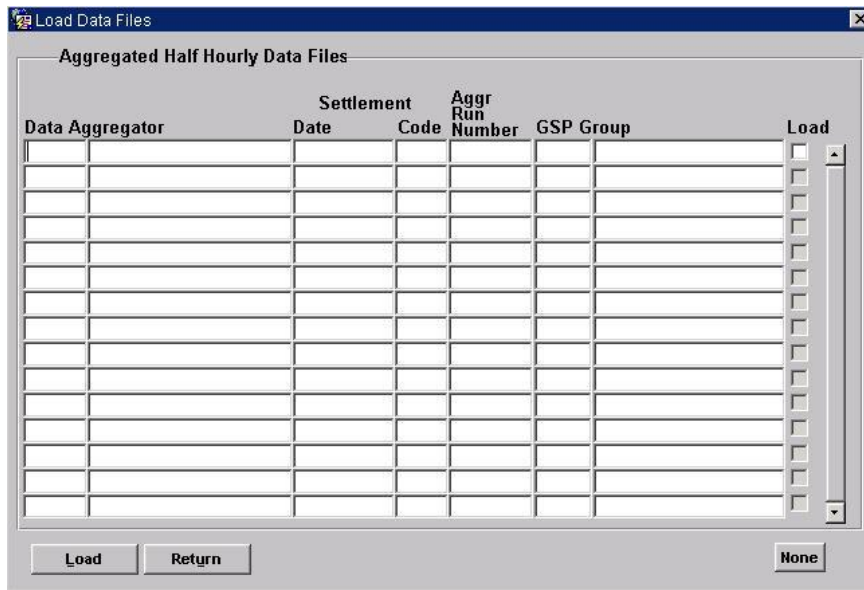 Load Data Files
Aggregated Half Hourly Data Files
Settlement
Aggr
Run
Data Aggregator Date Code Number GSP Group Load
Load Return None